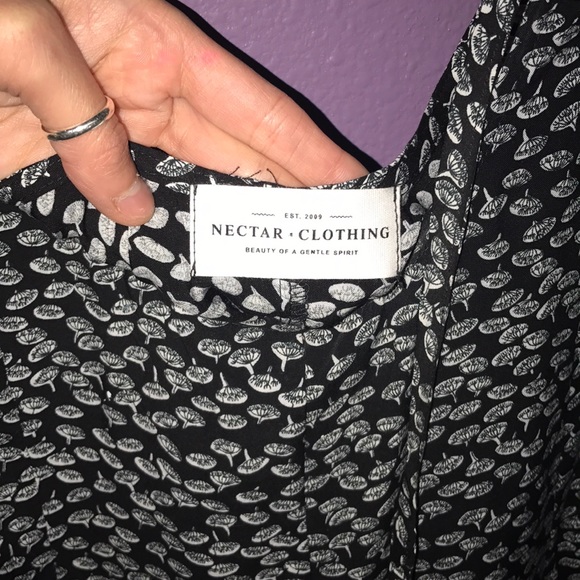 EST. 2009
NECTAR • CLOTHING
BEAUTY OF A GENTLE SPIRIT